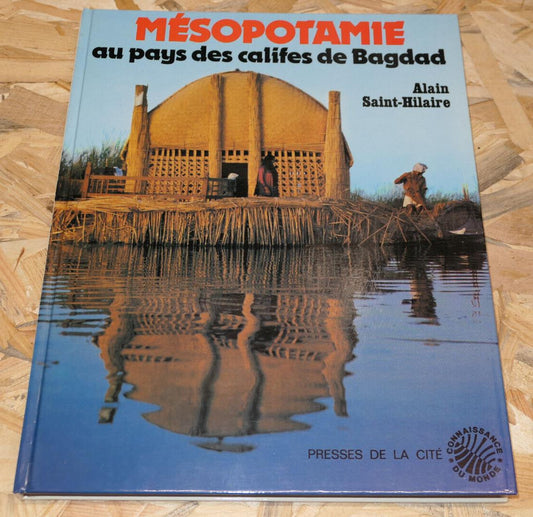 MÉSOPOTAMIE
au pays des califes de Bagdad
Alain
Saint-Hilaire
PRESSES DE LA CITÉ
CONNAISSANCE
DU MONDE